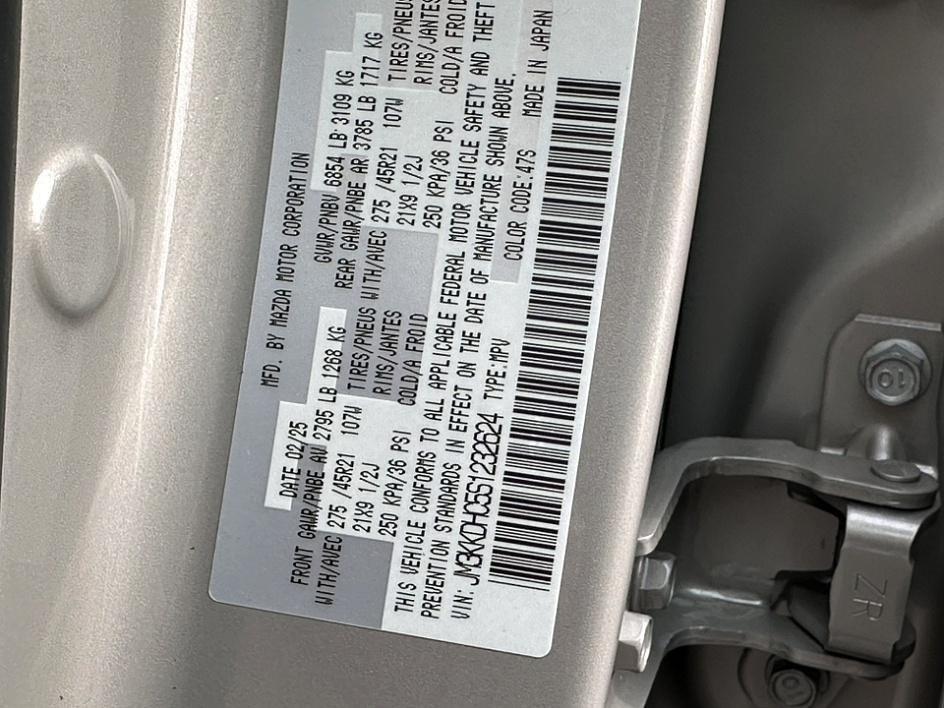 MFD. BY MAZDA MOTOR CORPORATION
DATE 02/25 GVWR/PNBV 6854 LB 3109 KG
FRONT GAWR/PNBE AV 2795 LB 1268 KG REAR GAWR/PNBE AR 3785 LB 1717 KG
WITH/AVEC 275 /45R21 107W TIRES/PNEUS WITH/AVEC 275 /45R21 107W TIRES/PNEUS
21X9 1/2J RIMS/JANTES 21X9 1/2J RIMS/JANTES
250 KPA/36 PSI COLD/A FROID 250 KPA/36 PSI COLD/A FROID
THIS VEHICLE CONFORMS TO ALL APPLICABLE FEDERAL MOTOR VEHICLE SAFETY AND THEFT
PREVENTION STANDARDS IN EFFECT ON THE DATE OF MANUFACTURE SHOWN ABOVE.
VIN: JM3KKDHC5S1232624 TYPE:MPV COLOR CODE:47S MADE IN JAPAN
10
ZR